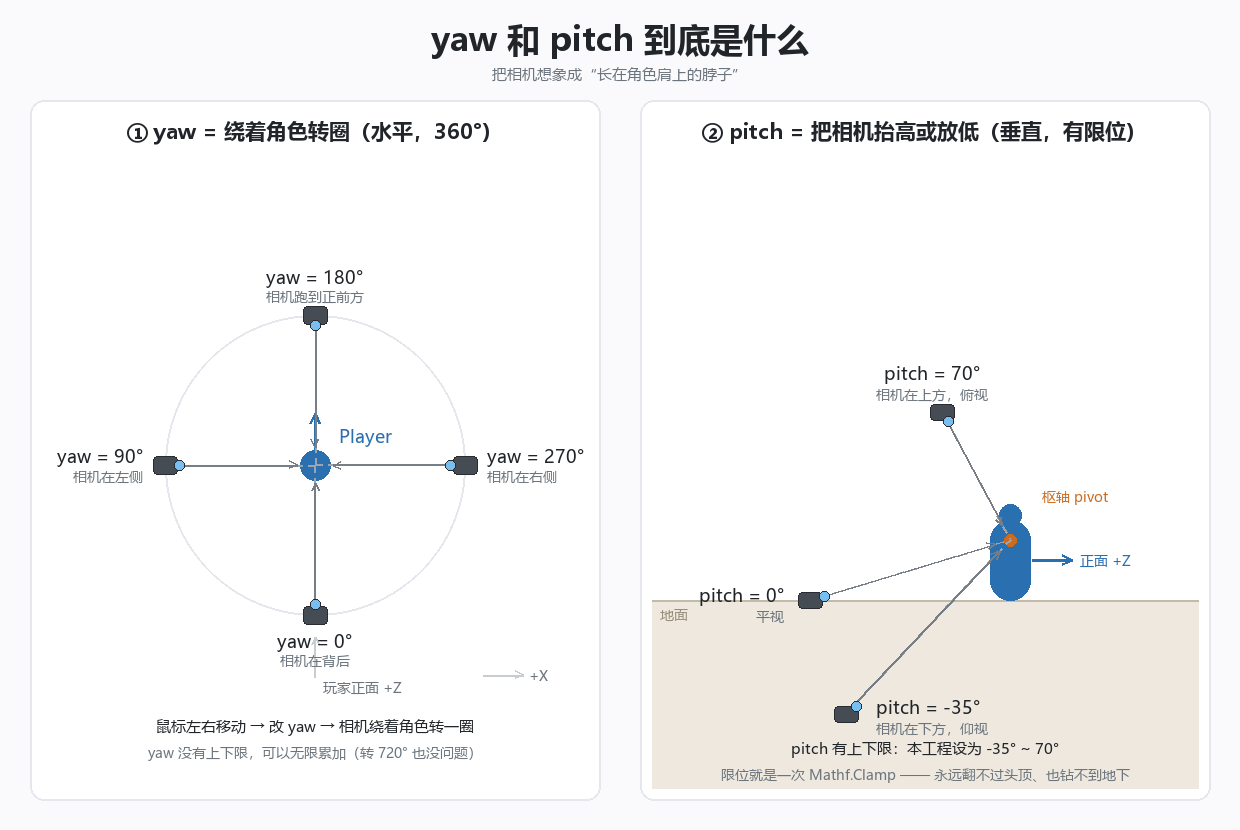 yaw 和 pitch 到底是什么
把相机想象成“长在角色肩上的脖子”
① yaw = 绕着角色转圈（水平，360°）
yaw = 180°
相机跑到正前方
Player
yaw = 90°
相机在左侧
yaw = 270°
相机在右侧
yaw = 0°
相机在背后
玩家正面 +Z
+X
鼠标左右移动 → 改 yaw → 相机绕着角色转一圈
yaw 没有上下限，可以无限累加（转 720° 也没问题）
② pitch = 把相机抬高或放低（垂直，有限位）
pitch = 70°
相机在上方，俯视
枢轴 pivot
正面 +Z
pitch = 0°
平视
地面
pitch = -35°
相机在下方，仰视
pitch 有上下限：本工程设为 -35° ~ 70°
限位就是一次 Mathf.Clamp —— 永远翻不过头顶、也钻不到地下